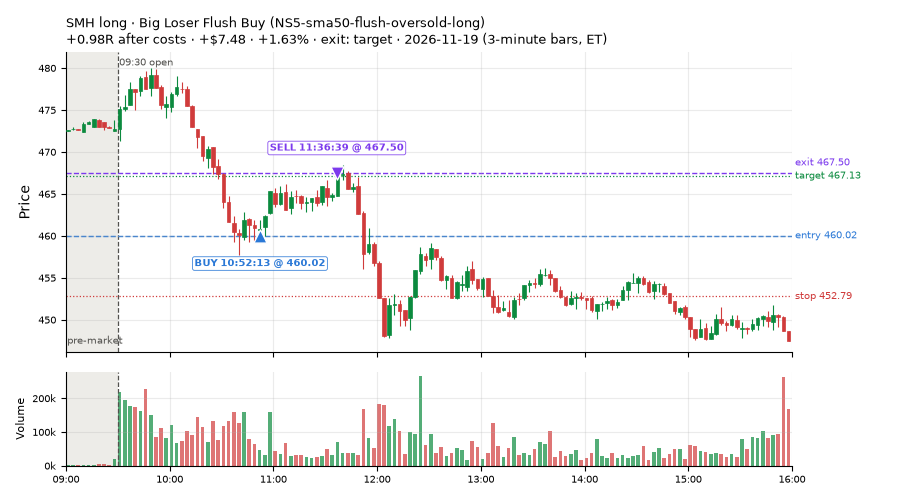 SMH long · Big Loser Flush Buy (NS5-sma50-flush-oversold-long)
+0.98R after costs · +$7.48 · +1.63% · exit: target · 2026-11-19 (3-minute bars, ET)
09:30 open
480
475
470
465
460
455
450
Price
SELL 11:36:39 @ 467.50
BUY 10:52:13 @ 460.02
exit 467.50
target 467.13
entry 460.02
stop 452.79
pre-market
Volume
200k
100k
0k
09:00
10:00
11:00
12:00
13:00
14:00
15:00
16:00